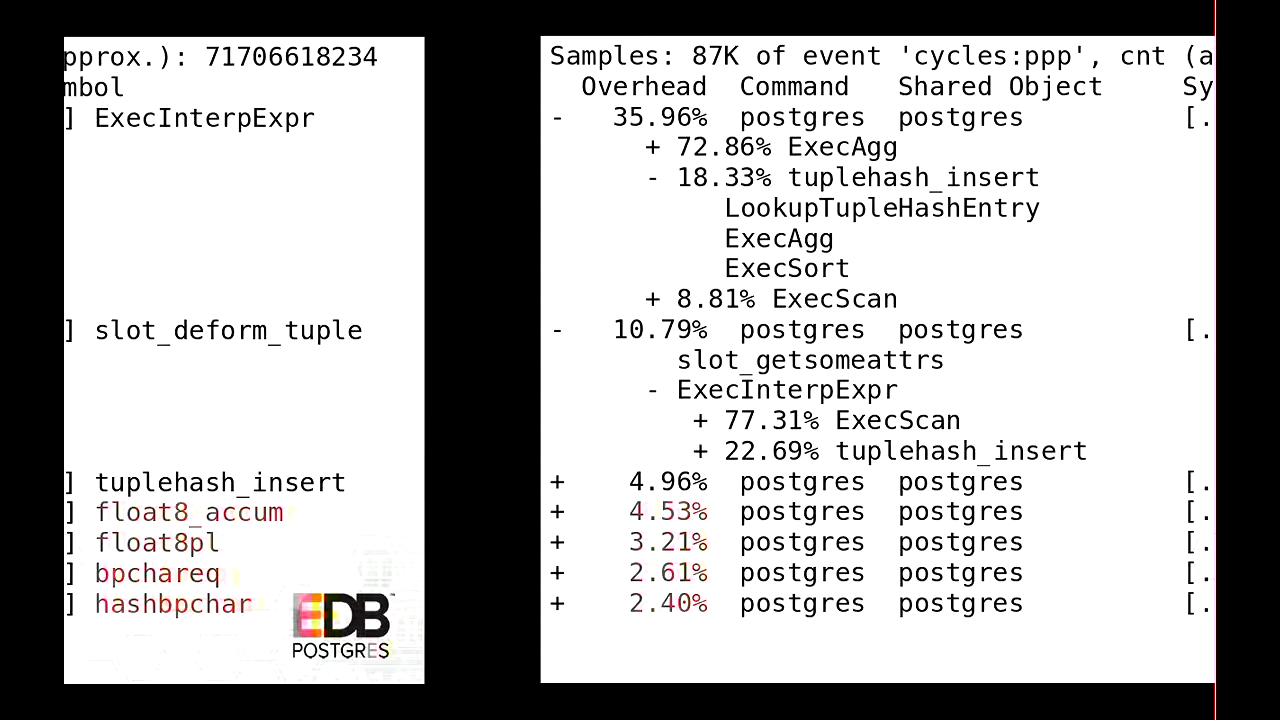 pprox.): 71706618234
mbol
] ExecInterpExpr
] slot_deform_tuple
] tuplehash_insert
] float8_accum
] float8pl
] bpchareq
] hashbpchar
EDB™
POSTGRES
Samples: 87K of event 'cycles:ppp', cnt (a
Overhead Command Shared Object Sy
- 35.96% postgres postgres [.
+ 72.86% ExecAgg
- 18.33% tuplehash_insert
LookupTupleHashEntry
ExecAgg
ExecSort
+ 8.81% ExecScan
- 10.79% postgres postgres [.
slot_getsomeattrs
- ExecInterpExpr
+ 77.31% ExecScan
+ 22.69% tuplehash_insert
+ 4.96% postgres postgres [.
+ 4.53% postgres postgres [.
+ 3.21% postgres postgres [.
+ 2.61% postgres postgres [.
+ 2.40% postgres postgres [.